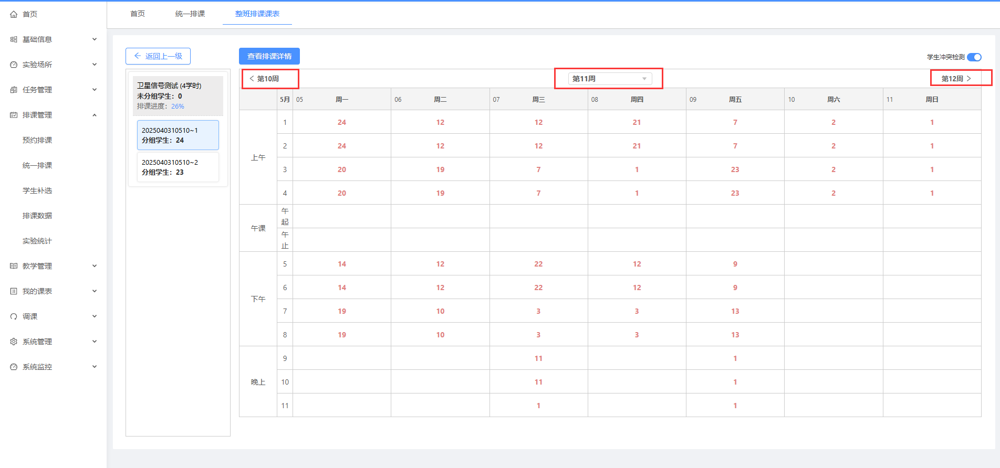 首页
基础信息
实验场所
任务管理
排课管理
预约排课
统一排课
学生补选
排课数据
实验统计
教学管理
我的课表
调课
系统管理
系统监控
首页 统一排课 整班排课课表
返回上一级
查看排课详情
学生冲突检测
卫星信号测试 (4学时)
未分组学生：0
排课进度：26%
2025040310510~1
分组学生：24
2025040310510~2
分组学生：23
第10周 第11周 第12周
5月 05 周一 06 周二 07 周三 08 周四 09 周五 10 周六 11 周日
上午
1 24 12 12 21 7 2 1
2 24 12 12 21 7 2 1
3 20 19 7 1 23 2 1
4 20 19 7 1 23 2 1
午课
午起
午止
下午
5 14 12 22 12 9
6 14 12 22 12 9
7 19 10 3 3 13
8 19 10 3 3 13
晚上
9 11 1
10 11 1
11 1 1